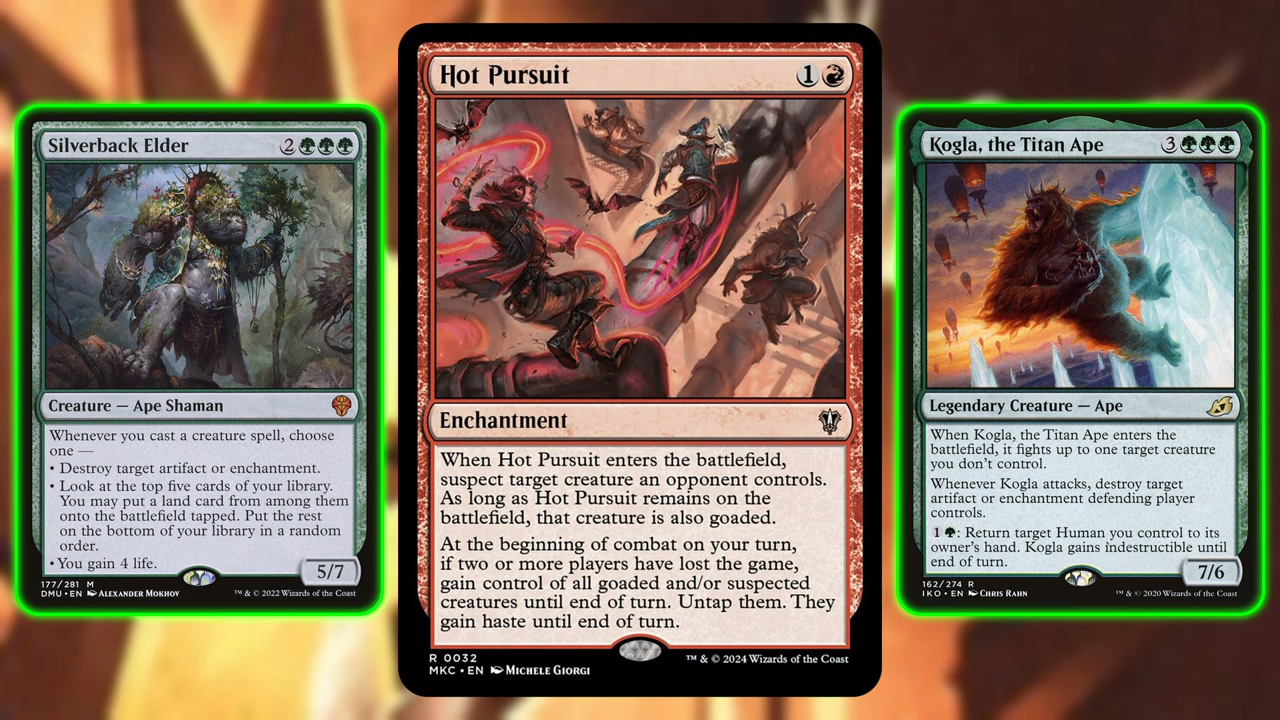 Silverback Elder 2
Creature — Ape Shaman
Whenever you cast a creature spell, choose
one —
• Destroy target artifact or enchantment.
• Look at the top five cards of your library.
You may put a land card from among them
onto the battlefield tapped. Put the rest
on the bottom of your library in a random
order.
• You gain 4 life.
5/7
177/281 M
DMU • EN Alexander Mokhov ™ & © 2022 Wizards of the Coast
Hot Pursuit 1
Enchantment
When Hot Pursuit enters the battlefield,
suspect target creature an opponent controls.
As long as Hot Pursuit remains on the
battlefield, that creature is also goaded.
At the beginning of combat on your turn,
if two or more players have lost the game,
gain control of all goaded and/or suspected
creatures until end of turn. Untap them. They
gain haste until end of turn.
R 0032
MKC • EN Michele Giorgi ™ & © 2024 Wizards of the Coast
Kogla, the Titan Ape 3
Legendary Creature — Ape
When Kogla, the Titan Ape enters the
battlefield, it fights up to one target creature
you don't control.
Whenever Kogla attacks, destroy target
artifact or enchantment defending player
controls.
1 : Return target Human you control to its
owner's hand. Kogla gains indestructible until
end of turn.
7/6
162/274 R
IKO • EN Chris Rahn ™ & © 2020 Wizards of the Coast